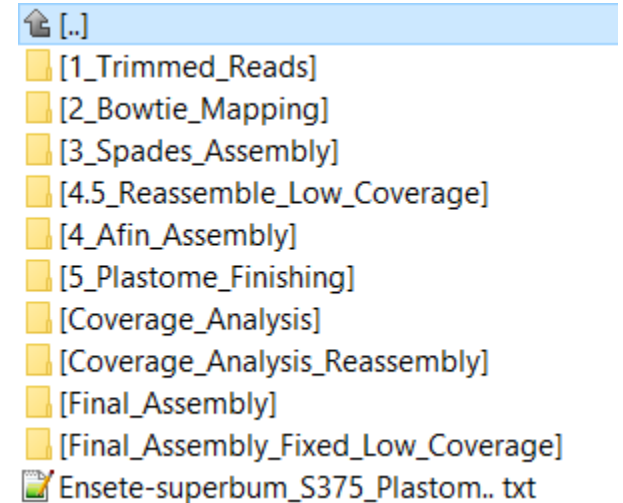 [..]
[1_Trimmed_Reads]
[2_Bowtie_Mapping]
[3_Spades_Assembly]
[4.5_Reassemble_Low_Coverage]
[4_Afin_Assembly]
[5_Plastome_Finishing]
[Coverage_Analysis]
[Coverage_Analysis_Reassembly]
[Final_Assembly]
[Final_Assembly_Fixed_Low_Coverage]
Ensete-superbum_S375_Plastom.. txt